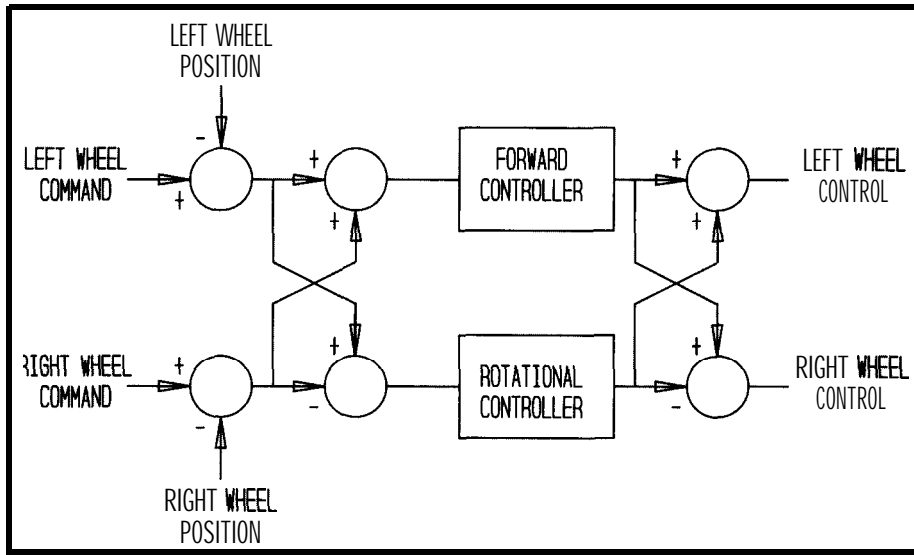 LEFT WHEEL
POSITION
-
LEFT WHEEL
COMMAND
+
+
+
FORWARD
CONTROLLER
+
+
LEFT WHEEL
CONTROL
RIGHT WHEEL
COMMAND
+
-
+
-
ROTATIONAL
CONTROLLER
+
-
RIGHT WHEEL
CONTROL
RIGHT WHEEL
POSITION